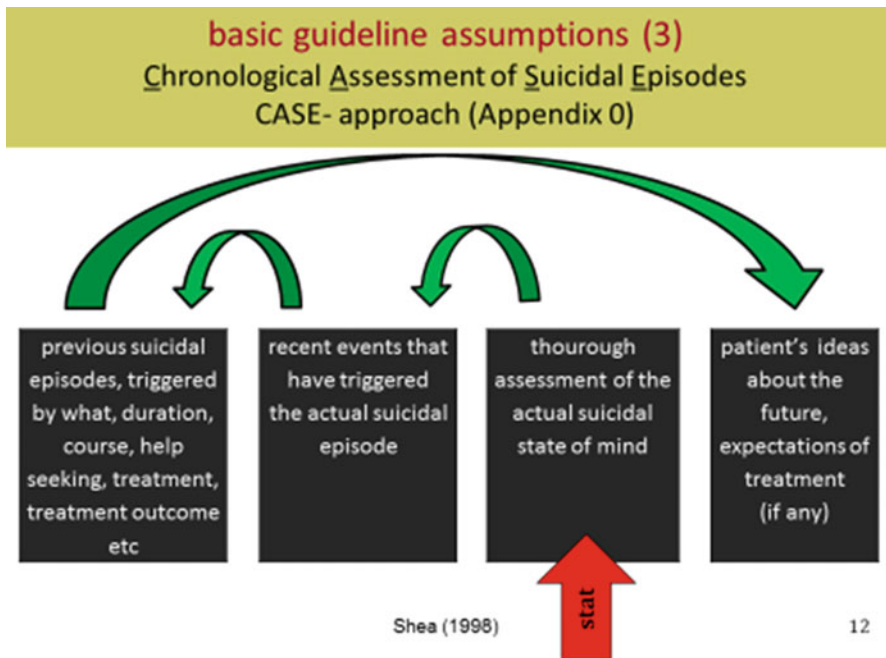 basic guideline assumptions (3)
Chronological Assessment of Suicidal Episodes
CASE- approach (Appendix 0)
previous suicidal
episodes, triggered
by what, duration,
course, help
seeking, treatment,
treatment outcome
etc
recent events that
have triggered
the actual suicidal
episode
thourough
assessment of the
actual suicidal
state of mind
patient's ideas
about the
future,
expectations of
treatment
(if any)
stat
Shea (1998)
12